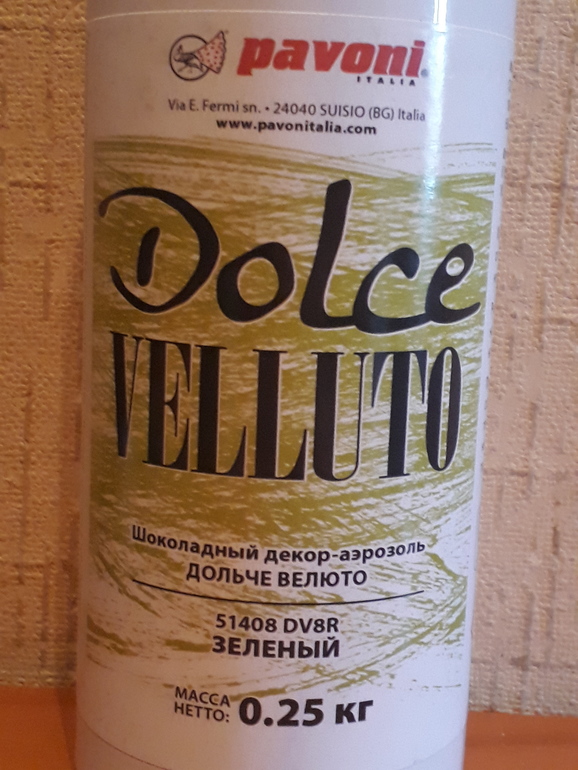 pavoni
ITALIA
Via E. Fermi sn. • 24040 SUISIO (BG) Italia
www.pavonitalia.com
Dolce
VELLUTO
Шоколадный декор-аэрозоль
ДОЛЬЧЕ ВЕЛЮТО
51408 DV8R
ЗЕЛЕНЫЙ
МАССА
НЕТТО: 0.25 кг